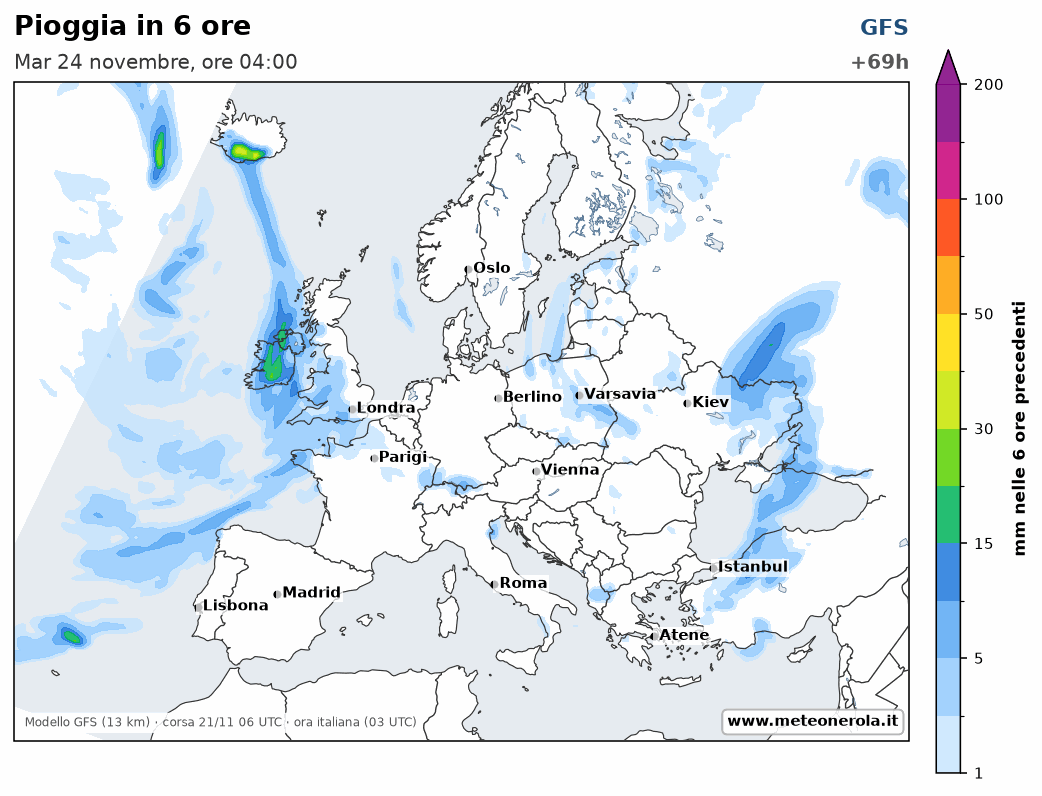 Pioggia in 6 ore
GFS
Mar 24 novembre, ore 04:00
+69h
200
100
50
30
15
5
1
mm nelle 6 ore precedenti
Oslo
Berlino
Varsavia
Kiev
Londra
Parigi
Vienna
Istanbul
Roma
Madrid
Lisbona
Atene
Modello GFS (13 km) · corsa 21/11 06 UTC · ora italiana (03 UTC)
www.meteonerola.it